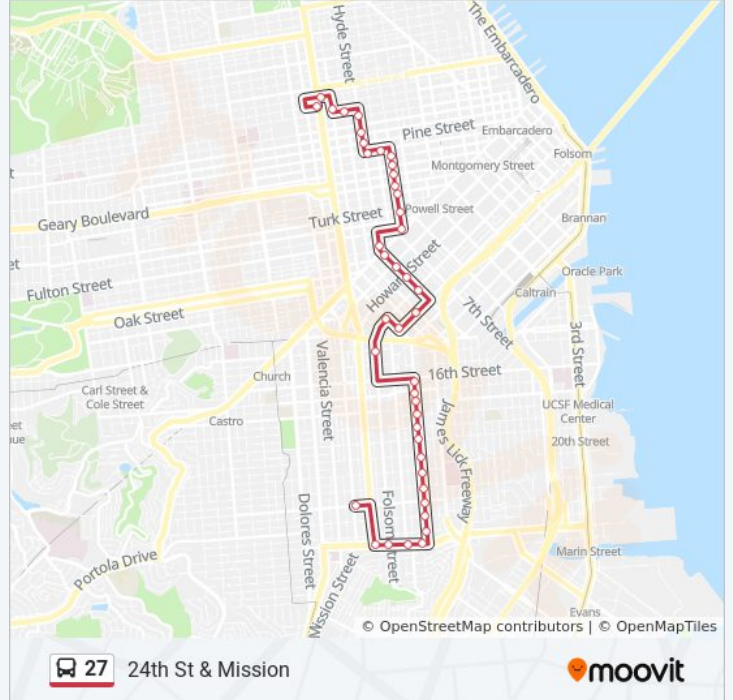 Hyde Street
The Embarcadero
Pine Street
Embarcadero
Folsom
Montgomery Street
Geary Boulevard
Turk Street
Powell Street
Brannan
Howard Street
Oracle Park
Fulton Street
Caltrain
Oak Street
7th Street
3rd Street
Valencia Street
Church
16th Street
Carl Street &
Cole Street
Castro
UCSF Medical
Center
James Lick Freeway
20th Street
Dolores Street
Folsom Street
Portola Drive
Mission Street
Marin Street
Evans
© OpenStreetMap contributors | © OpenMapTiles
27
24th St & Mission
moovit